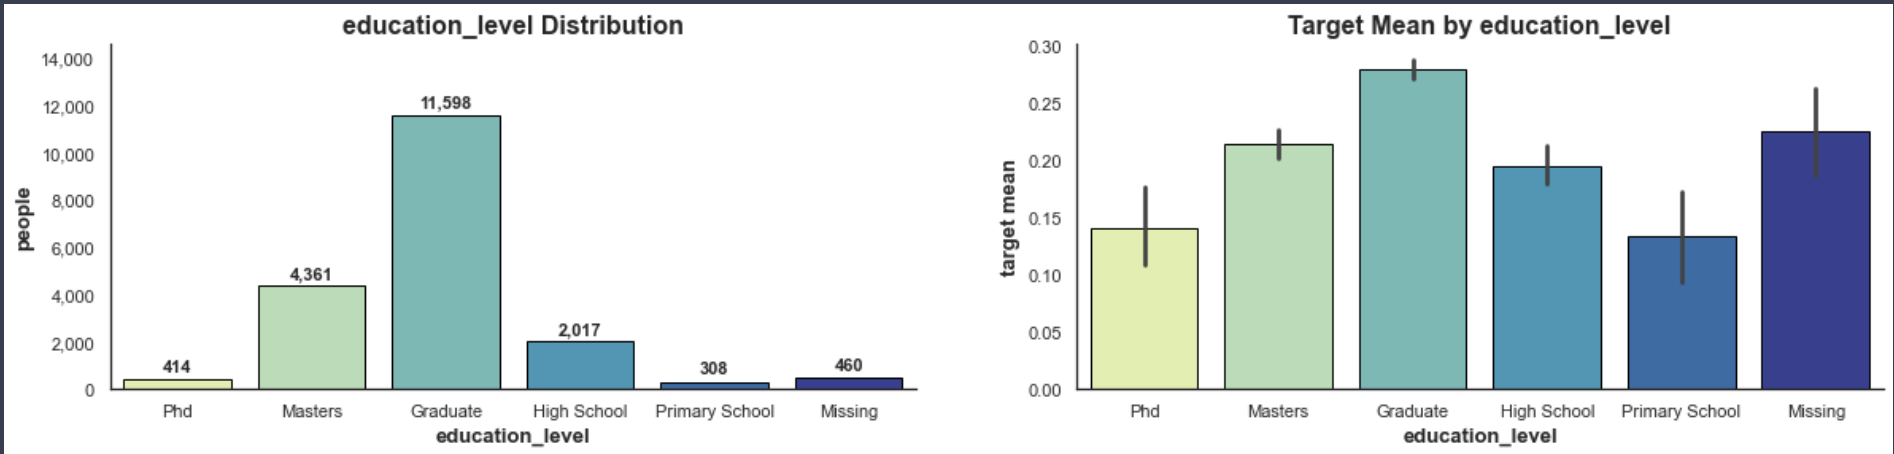 education_level Distribution
14,000
12,000
10,000
8,000
6,000
4,000
2,000
0
people
414
4,361
11,598
2,017
308
460
Phd Masters Graduate High School Primary School Missing
education_level
Target Mean by education_level
0.30
0.25
0.20
0.15
0.10
0.05
0.00
target mean
Phd Masters Graduate High School Primary School Missing
education_level